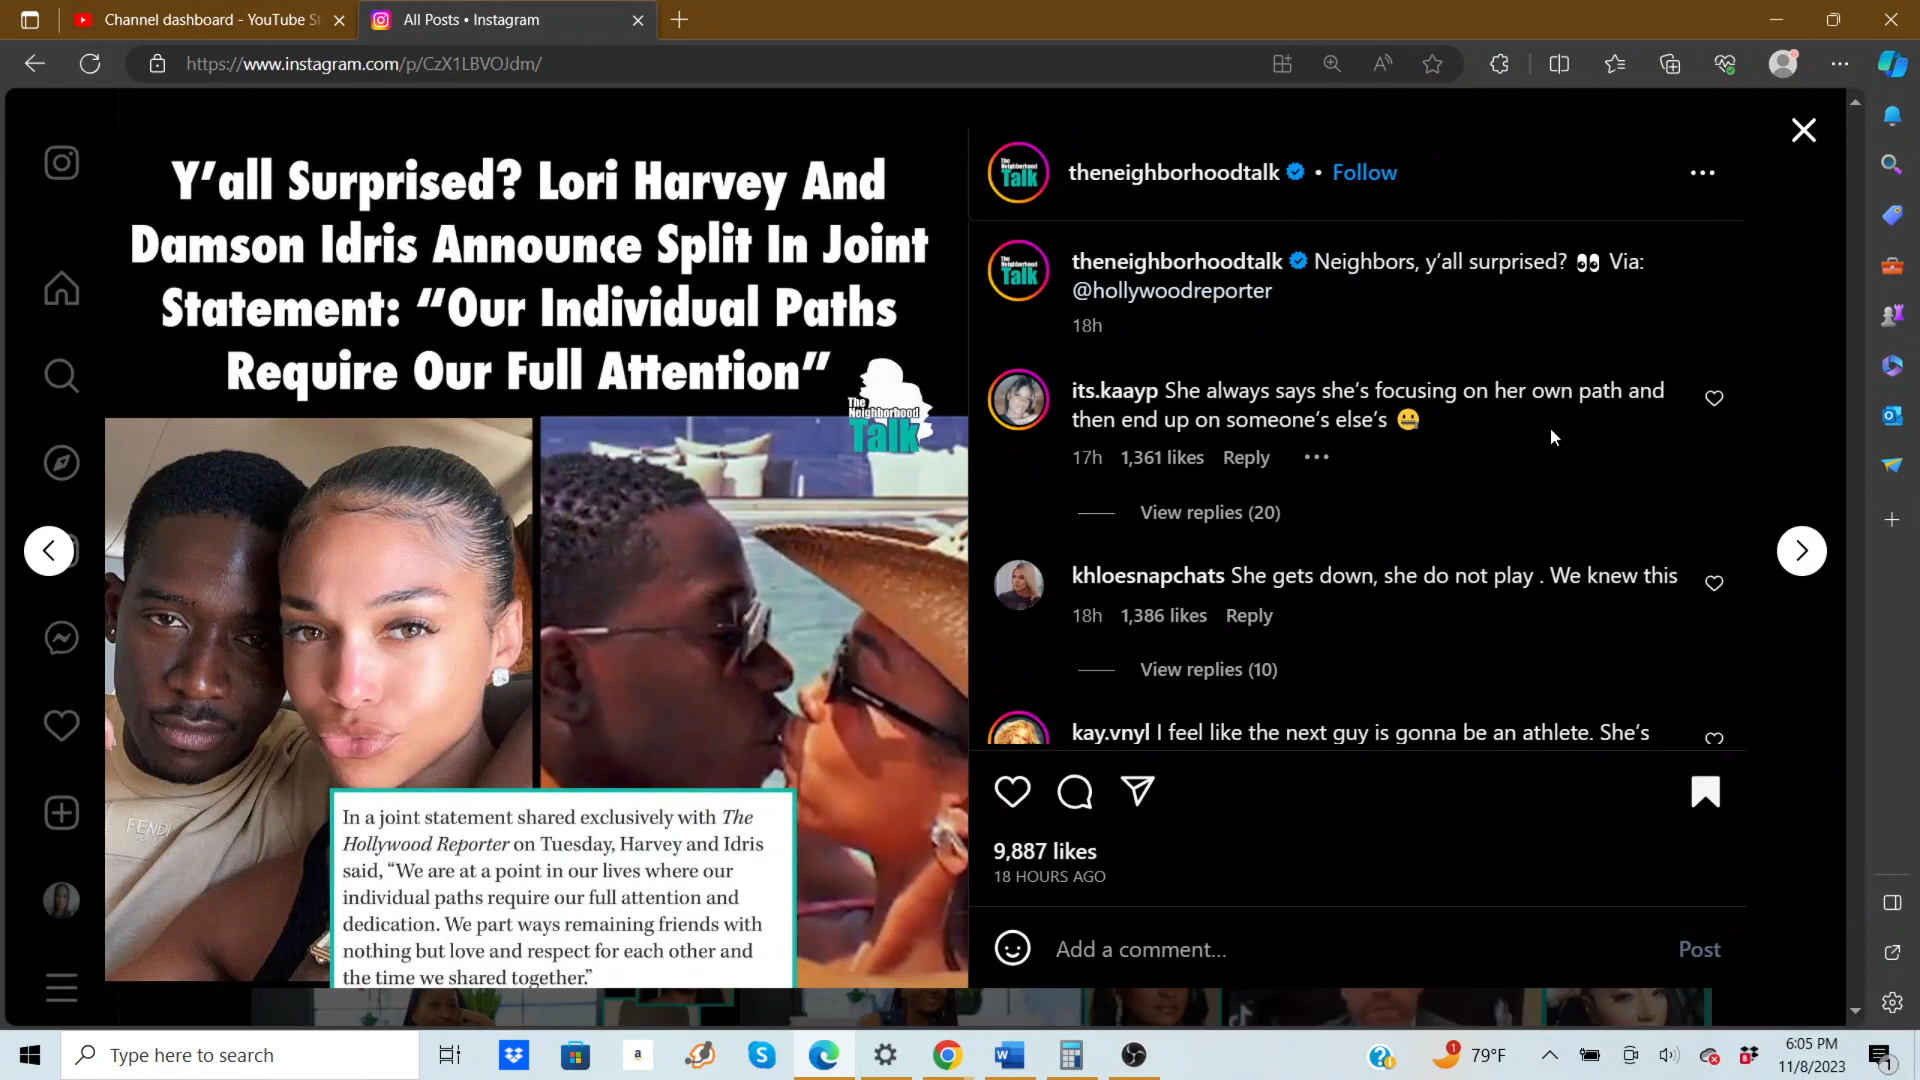 Channel dashboard - YouTube St
All Posts • Instagram
https://www.instagram.com/p/CzX1LBVOJdm/
Y'all Surprised? Lori Harvey And
Damson Idris Announce Split In Joint
Statement: “Our Individual Paths
Require Our Full Attention”
The
Neighborhood
Talk
FENDI
In a joint statement shared exclusively with The
Hollywood Reporter on Tuesday, Harvey and Idris
said, “We are at a point in our lives where our
individual paths require our full attention and
dedication. We part ways remaining friends with
nothing but love and respect for each other and
the time we shared together.”
The
Neighborhood
Talk
theneighborhoodtalk • Follow
The
Neighborhood
Talk
theneighborhoodtalk Neighbors, y’all surprised? 👀 Via:
@hollywoodreporter
18h
its.kaayp She always says she’s focusing on her own path and
then end up on someone’s else’s 🤐
17h 1,361 likes Reply
View replies (20)
khloesnapchats She gets down, she do not play . We knew this
18h 1,386 likes Reply
View replies (10)
kay.vnyl I feel like the next guy is gonna be an athlete. She’s
9,887 likes
18 HOURS AGO
Add a comment...
Post
Type here to search
79°F
6:05 PM
11/8/2023